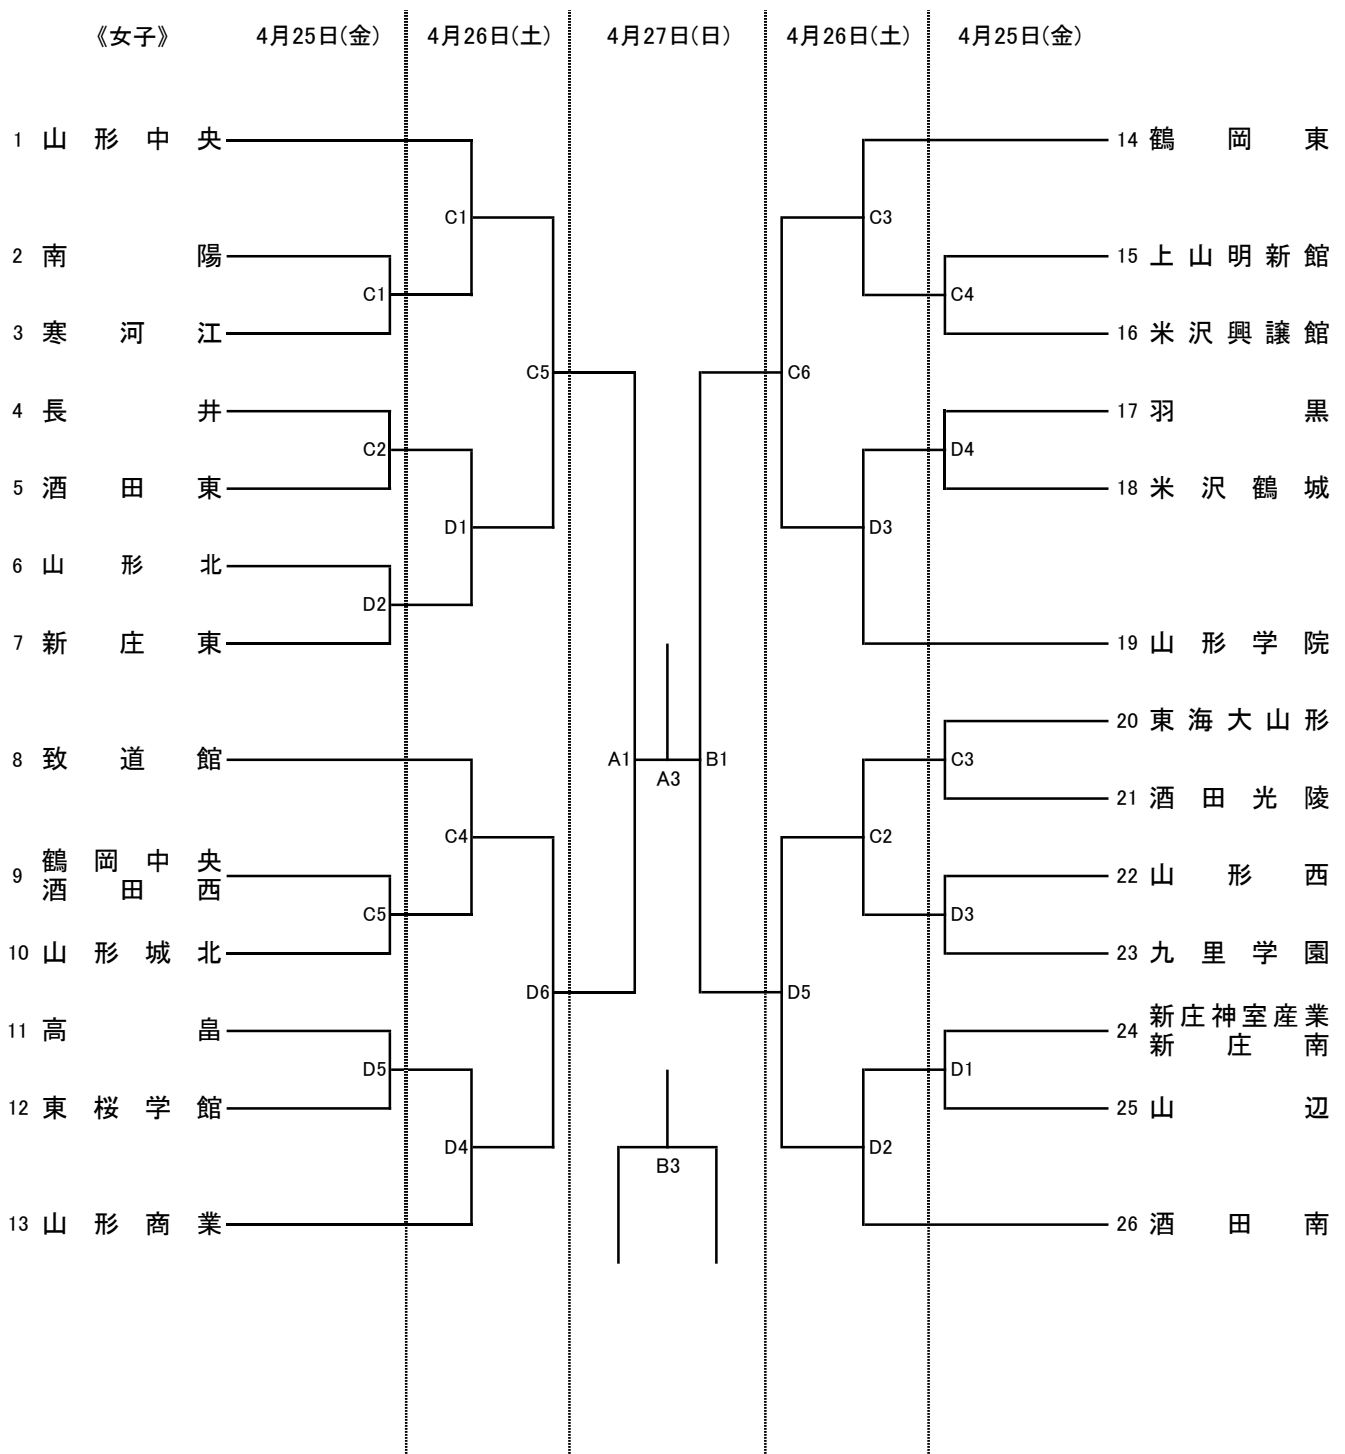 《女子》 4月25日(金) 4月26日(土) 4月27日(日) 4月26日(土) 4月25日(金)
1 山形中央
C1
C1
2 南陽
3 寒河江
C5
4 長井
C2
5 酒田東
D1
6 山形北
D2
7 新庄東
8 致道館
C4
9 鶴岡中央
酒田西
C5
10 山形城北
D6
11 高畠
D5
12 東桜学館
D4
13 山形商業
A1
A3
B1
B3
14 鶴岡東
C3
15 上山明新館
C4
16 米沢興譲館
C6
17 羽黒
D4
18 米沢鶴城
D3
19 山形学院
20 東海大山形
C3
21 酒田光陵
C2
22 山形西
D3
23 九里学園
D5
24 新庄神室産業
新庄南
D1
25 山辺
D2
26 酒田南